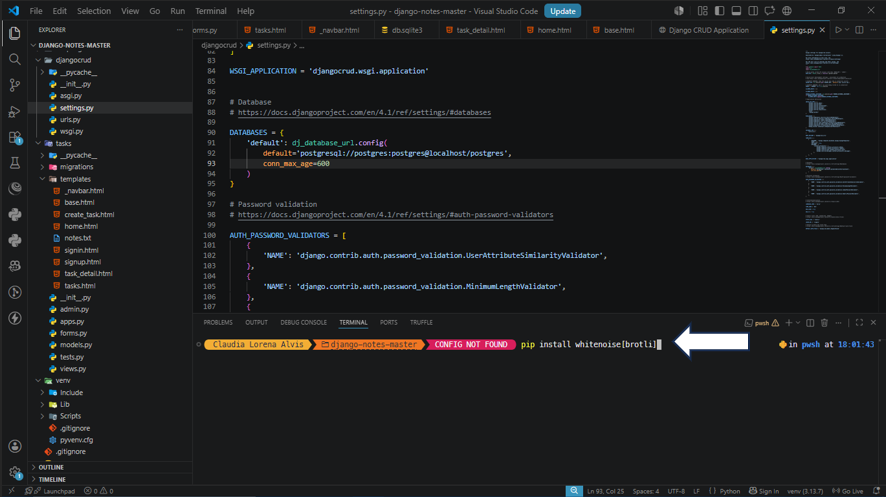 File Edit Selection View Go Run Terminal Help
settings.py - django-notes-master - Visual Studio Code
Update
EXPLORER
DJANGO-NOTES-MASTER
djangocrud
__pycache__
__init__.py
asgi.py
settings.py
urls.py
wsgi.py
tasks
__pycache__
migrations
templates
_navbar.html
base.html
create_task.html
home.html
notes.txt
signin.html
signup.html
task_detail.html
tasks.html
__init__.py
admin.py
apps.py
forms.py
models.py
tests.py
views.py
venv
Include
Lib
Scripts
.gitignore
pyvenv.cfg
.gitignore
OUTLINE
TIMELINE
orms.py tasks.html _navbar.html db.sqlite3 task_detail.html home.html base.html Django CRUD Application settings.py
djangocrud > settings.py > ...
82 ]
83
84 WSGI_APPLICATION = 'djangocrud.wsgi.application'
85
86
87 # Database
88 # https://docs.djangoproject.com/en/4.1/ref/settings/#databases
89
90 DATABASES = {
91 'default': dj_database_url.config(
92 default='postgresql://postgres:postgres@localhost/postgres',
93 conn_max_age=600
94 )
95 }
96
97 # Password validation
98 # https://docs.djangoproject.com/en/4.1/ref/settings/#auth-password-validators
99
100 AUTH_PASSWORD_VALIDATORS = [
101 {
102 'NAME': 'django.contrib.auth.password_validation.UserAttributeSimilarityValidator',
103 },
104 {
105 'NAME': 'django.contrib.auth.password_validation.MinimumLengthValidator',
106 },
107 {
PROBLEMS OUTPUT DEBUG CONSOLE TERMINAL PORTS TRUFFLE
pwsh
Claudia Lorena Alvis django-notes-master CONFIG NOT FOUND pip install whitenoise[brotli] in pwsh at 18:01:43
Launchpad 0 0 Ln 93, Col 25 Spaces: 4 UTF-8 LF { } Python Sign In venv (3.13.7) Go Live